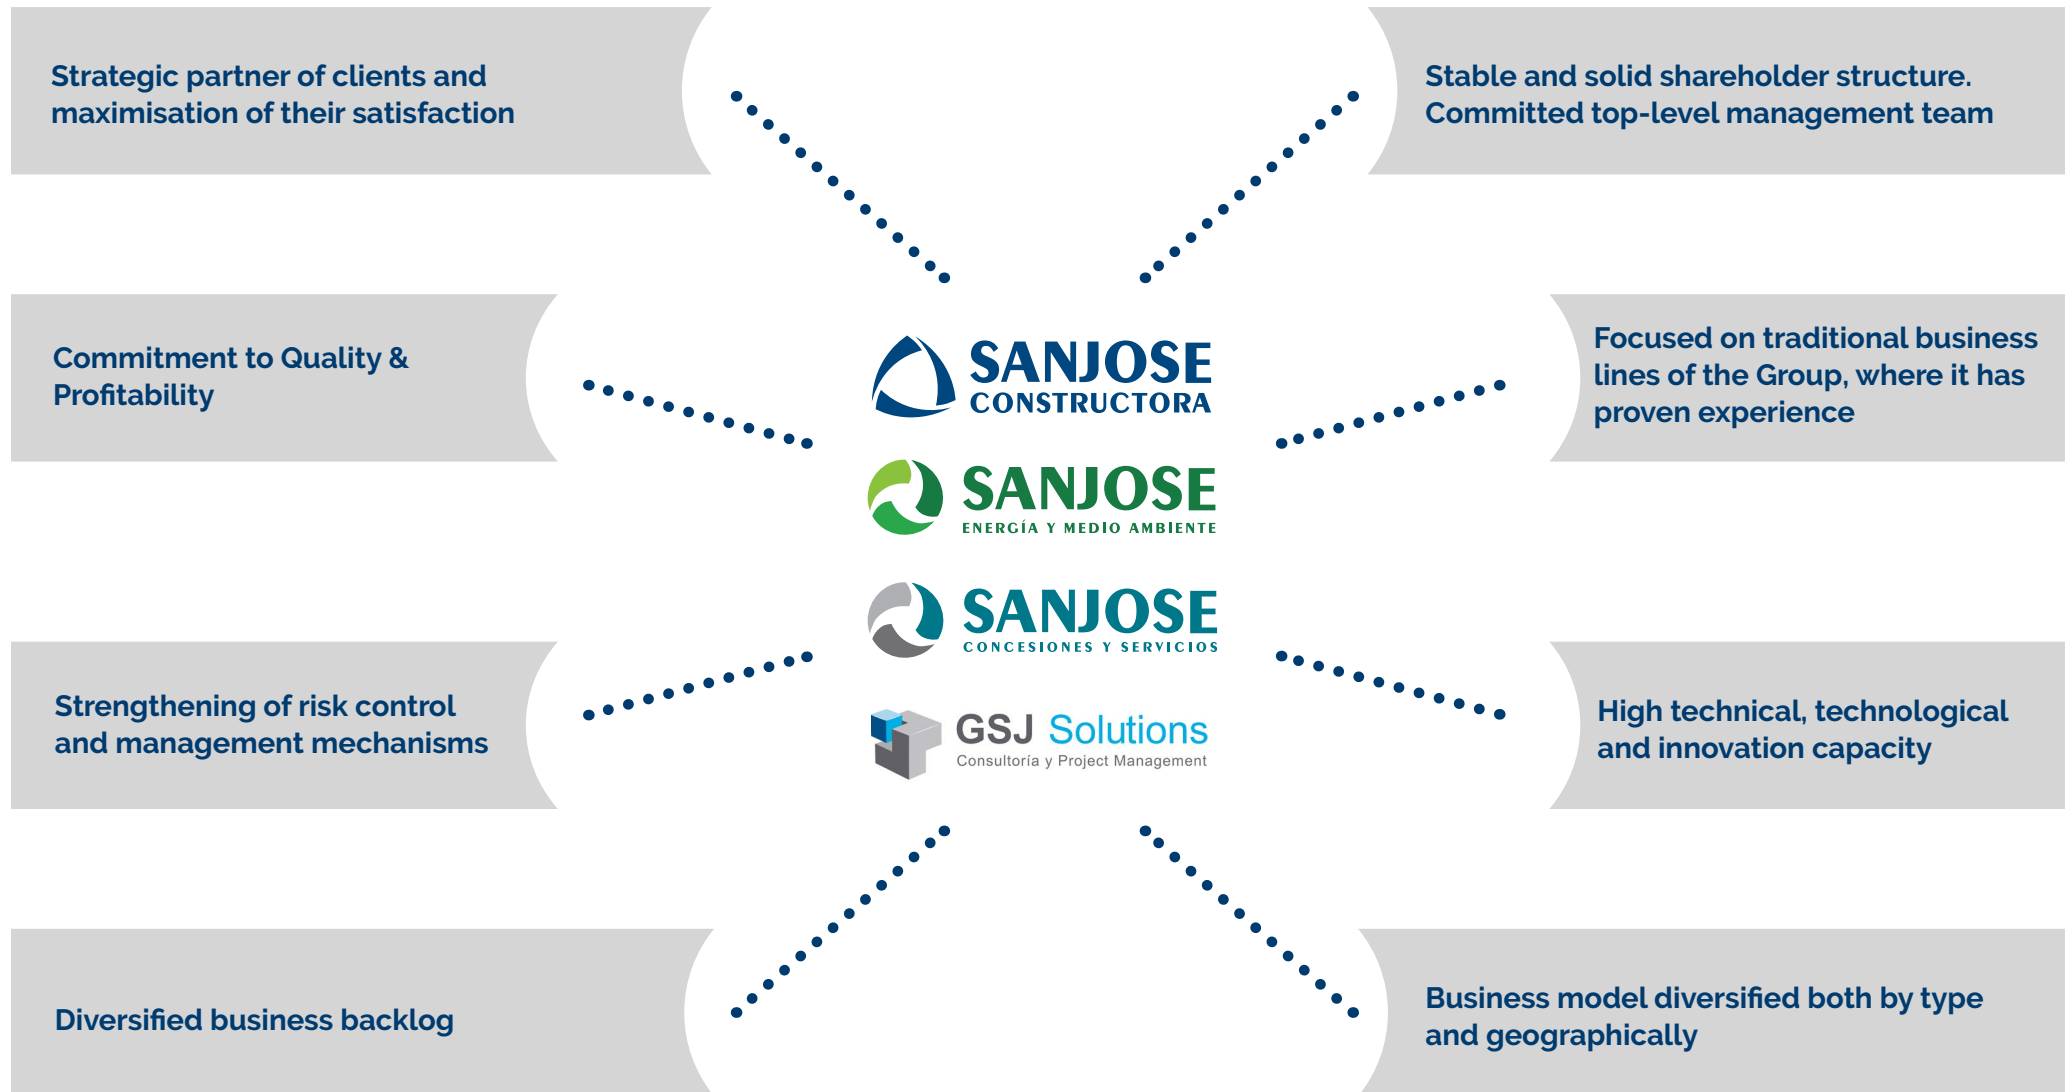 Strategic partner of clients and
maximisation of their satisfaction
Stable and solid shareholder structure.
Committed top-level management team
Commitment to Quality &
Profitability
Focused on traditional business
lines of the Group, where it has
proven experience
SANJOSE
CONSTRUCTORA
SANJOSE
ENERGÍA Y MEDIO AMBIENTE
SANJOSE
CONCESIONES Y SERVICIOS
GSJ Solutions
Consultoría y Project Management
Strengthening of risk control
and management mechanisms
High technical, technological
and innovation capacity
Diversified business backlog
Business model diversified both by type
and geographically